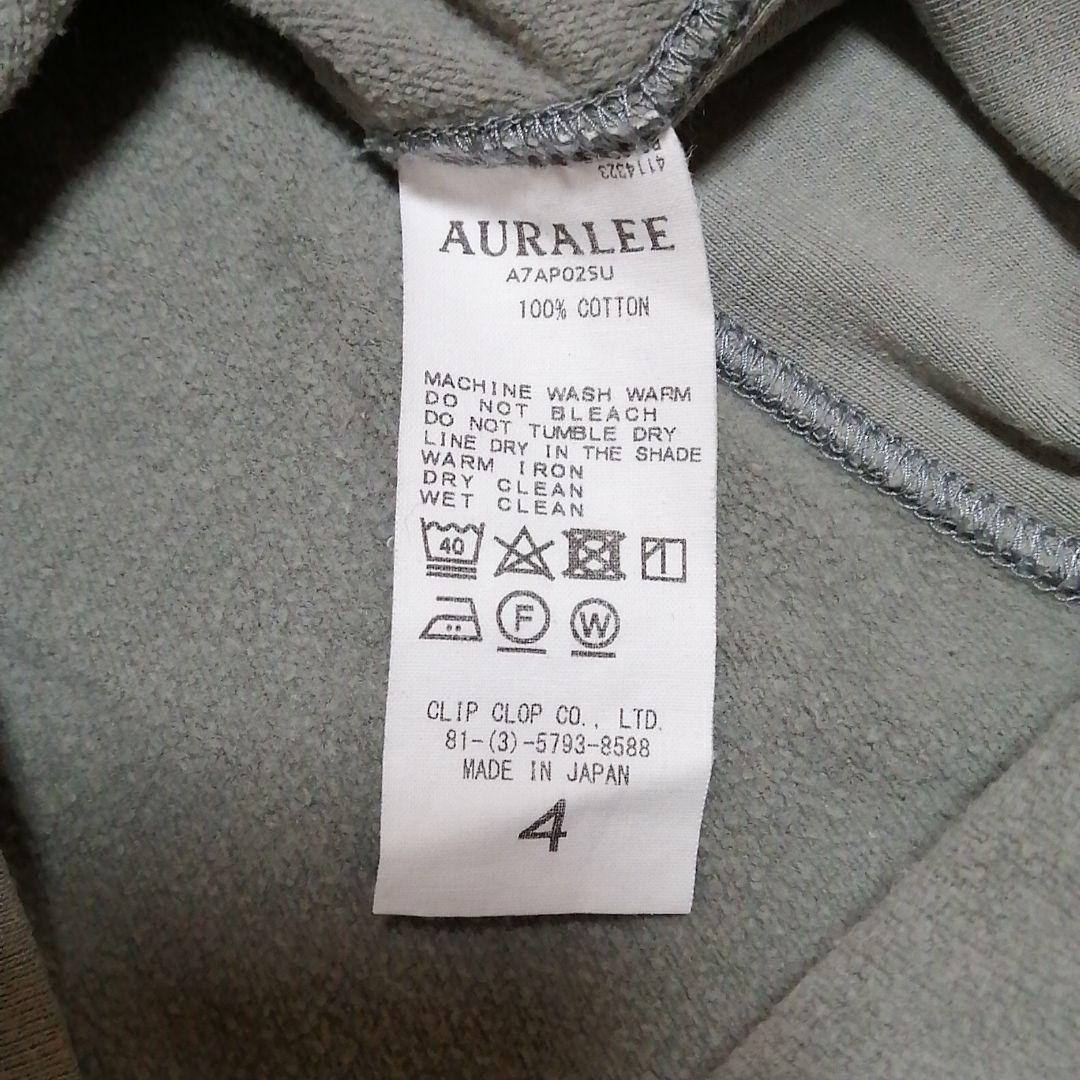 4114323
AURALEE
A7AP02SU
100% COTTON
MACHINE WASH WARM
DO NOT BLEACH
DO NOT TUMBLE DRY
LINE DRY IN THE SHADE
WARM IRON
DRY CLEAN
WET CLEAN
40
F W
CLIP CLOP CO., LTD.
81-(3)-5793-8588
MADE IN JAPAN
4